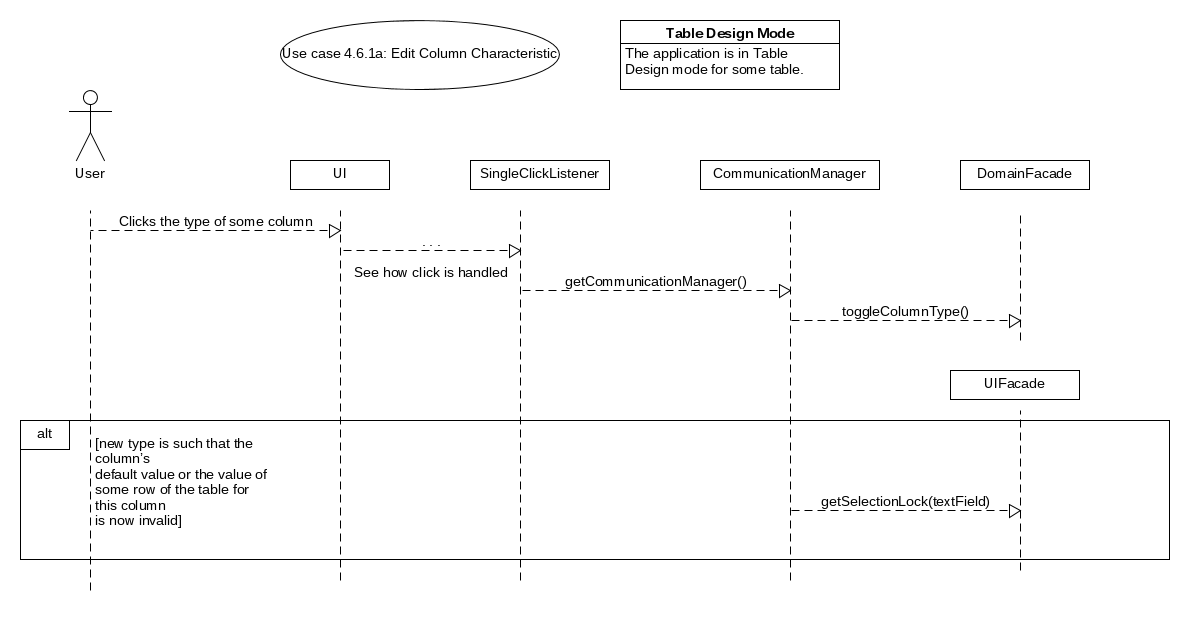 Use case 4.6.1a: Edit Column Characteristic
Table Design Mode
The application is in Table
Design mode for some table.
User
UI
SingleClickListener
CommunicationManager
DomainFacade
Clicks the type of some column
. . .
See how click is handled
getCommunicationManager()
toggleColumnType()
UIFacade
alt
[new type is such that the
column's
default value or the value of
some row of the table for
this column
is now invalid]
getSelectionLock(textField)